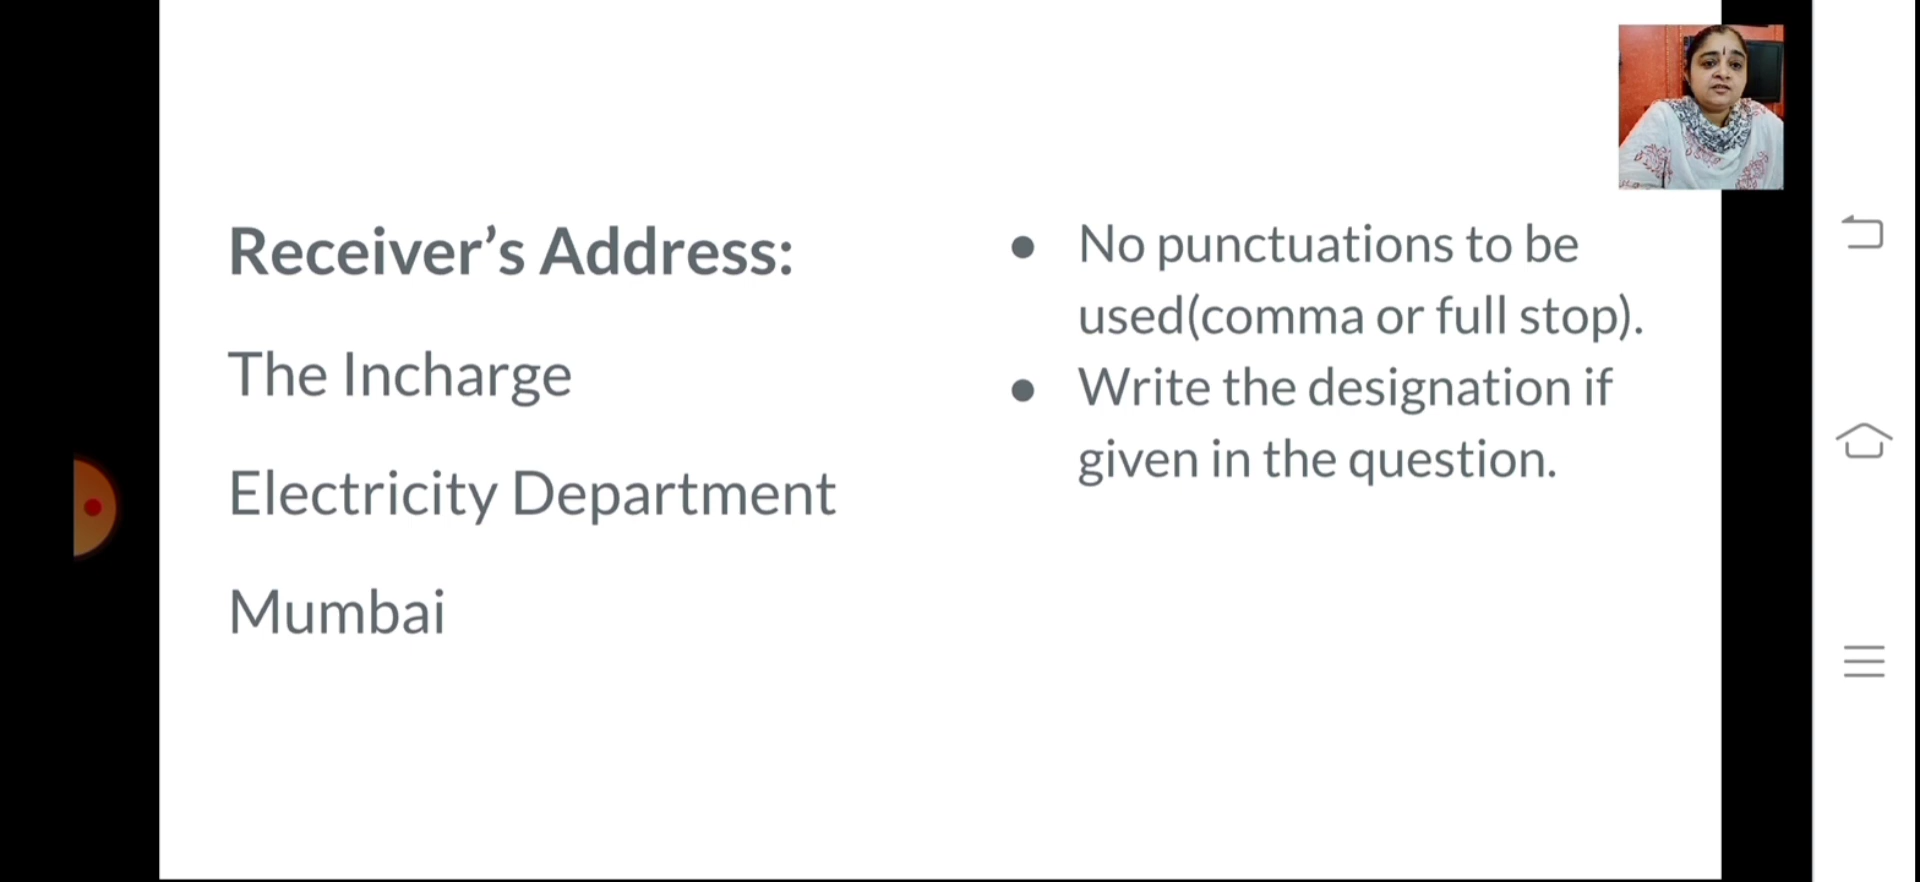 Receiver’s Address:
The Incharge
Electricity Department
Mumbai
● No punctuations to be
used(comma or full stop).
● Write the designation if
given in the question.